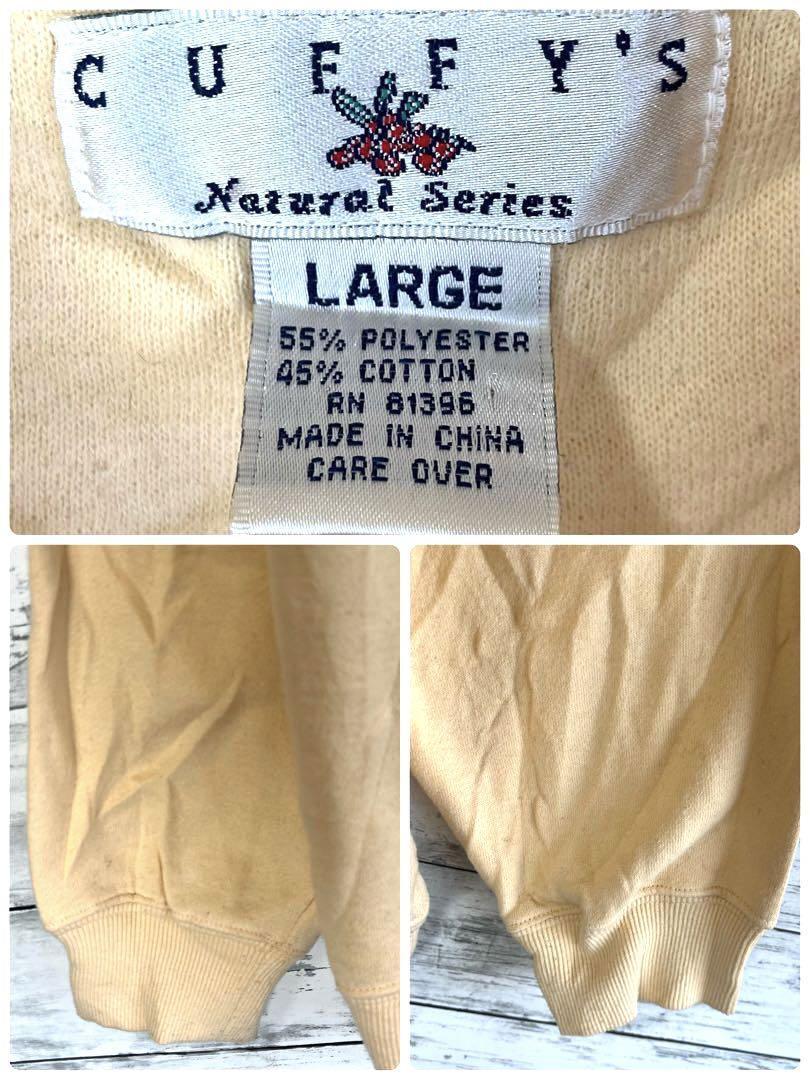 CUFFY'S
Natural Series
LARGE
55% POLYESTER
45% COTTON
RN 81396
MADE IN CHINA
CARE OVER